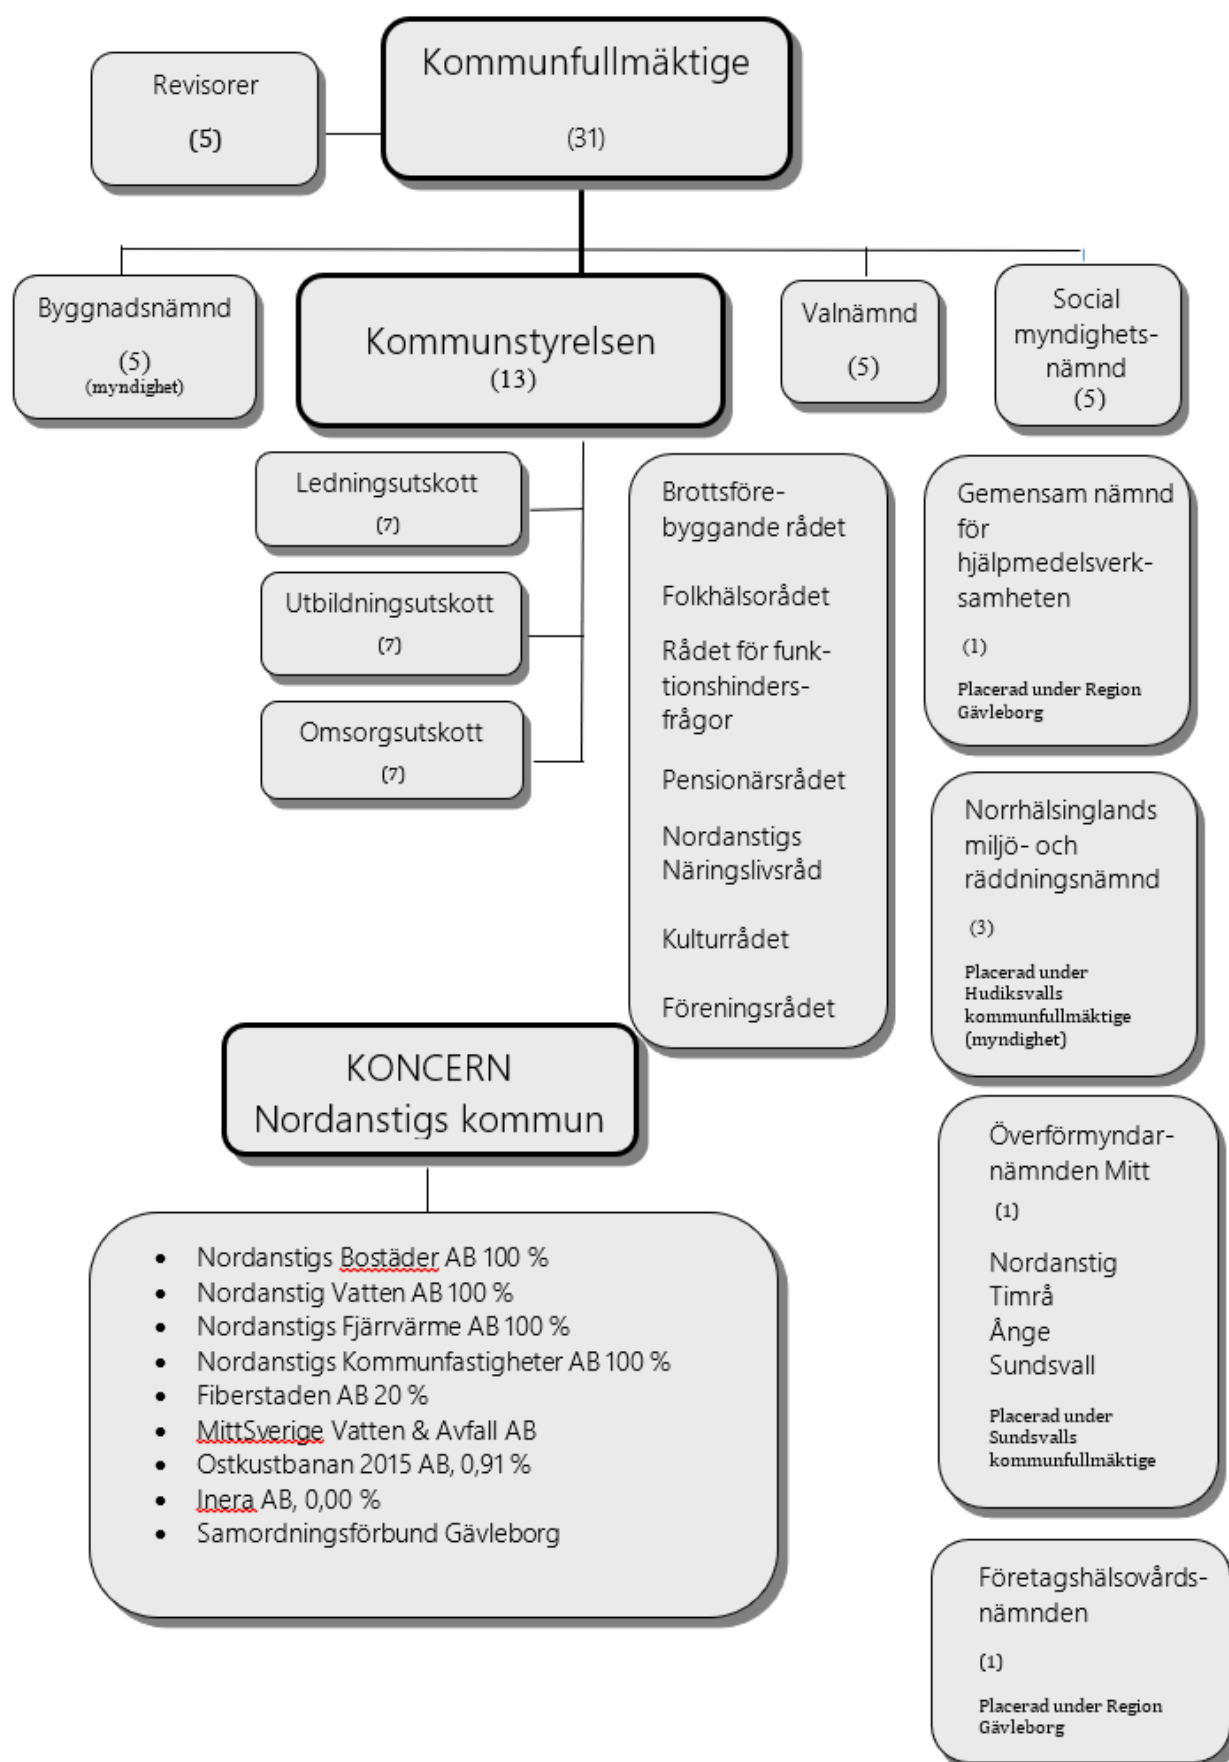 Kommunfullmäktige
(31)
Revisorer
(5)
Byggnadsnämnd
(5)
(myndighet)
Kommunstyrelsen
(13)
Valnämnd
(5)
Social
myndighets-
nämnd
(5)
Ledningsutskott
(7)
Utbildningsutskott
(7)
Omsorgsutskott
(7)
Brottsföre-
byggande rådet
Folkhälsorådet
Rådet för funk-
tionshinders-
frågor
Pensionärsrådet
Nordanstigs
Näringslivsråd
Kulturrådet
Föreningsrådet
Gemensam nämnd
för
hjälpmedelsverk-
samheten
(1)
Placerad under Region
Gävleborg
Norrhälsinglands
miljö- och
räddningsnämnd
(3)
Placerad under
Hudiksvalls
kommunfullmäktige
(myndighet)
Överförmyndar-
nämnden Mitt
(1)
Nordanstig
Timrå
Ånge
Sundsvall
Placerad under
Sundsvalls
kommunfullmäktige
Företagshälsovårds-
nämnden
(1)
Placerad under Region
Gävleborg
KONCERN
Nordanstigs kommun
• Nordanstigs Bostäder AB 100 %
• Nordanstig Vatten AB 100 %
• Nordanstigs Fjärrvärme AB 100 %
• Nordanstigs Kommunfastigheter AB 100 %
• Fiberstaden AB 20 %
• MittSverige Vatten & Avfall AB
• Ostkustbanan 2015 AB, 0,91 %
• Inera AB, 0,00 %
• Samordningsförbund Gävleborg